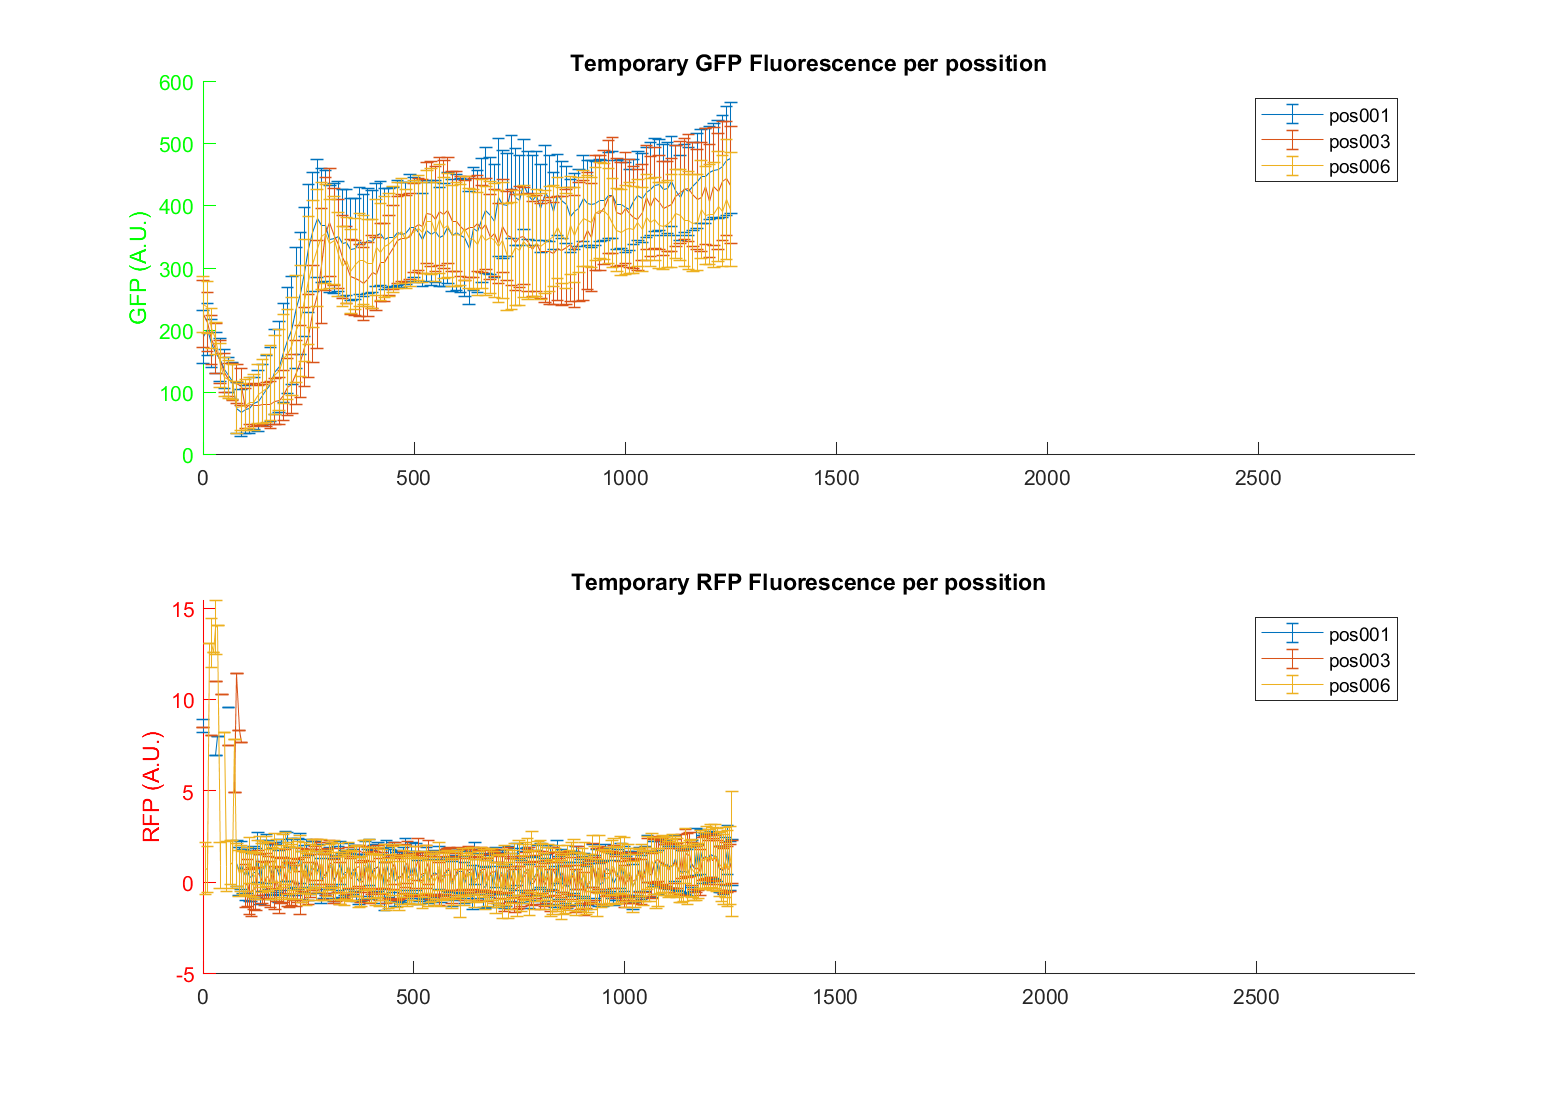 Temporary GFP Fluorescence per possition
GFP (A.U.)
600
500
400
300
200
100
0
0 500 1000 1500 2000 2500
pos001
pos003
pos006
Temporary RFP Fluorescence per possition
RFP (A.U.)
15
10
5
0
-5
0 500 1000 1500 2000 2500
pos001
pos003
pos006